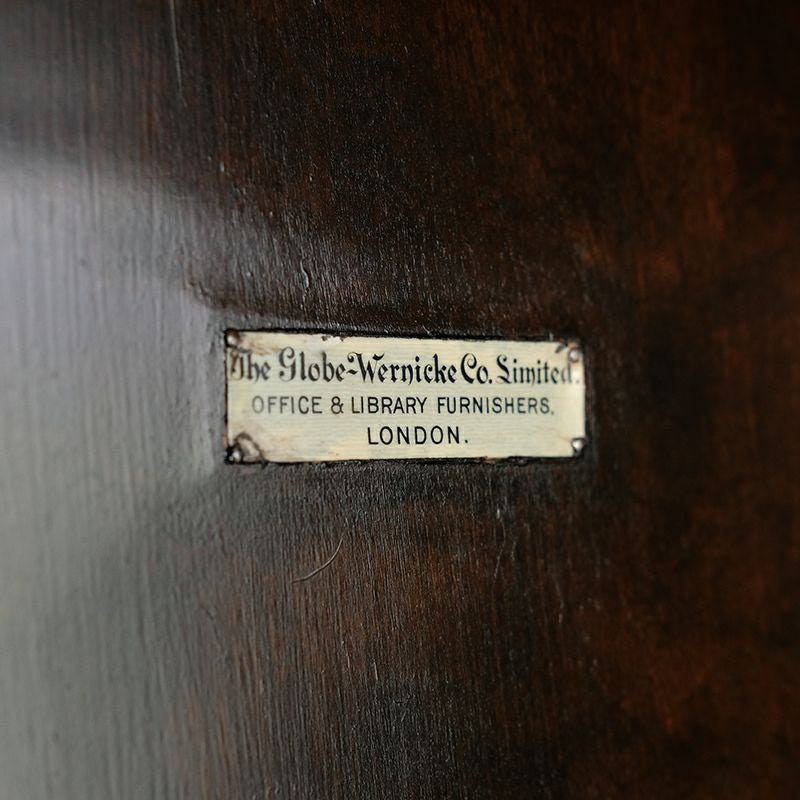 The Globe-Wernicke Co. Limited.
OFFICE & LIBRARY FURNISHERS,
LONDON.